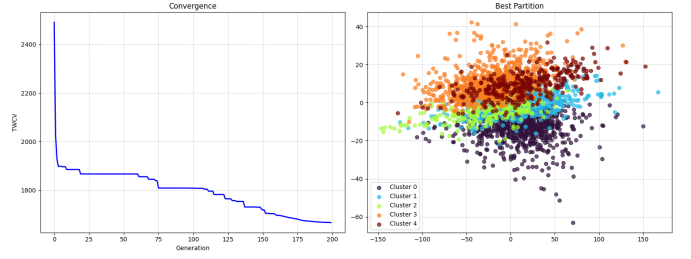 Convergence
2400
2200
2000
1800
TWCV
0
25
50
75
100
125
150
175
200
Generation
Best Partition
40
20
0
−20
−40
−60
Cluster 0
Cluster 1
Cluster 2
Cluster 3
Cluster 4
−150
−100
−50
0
50
100
150